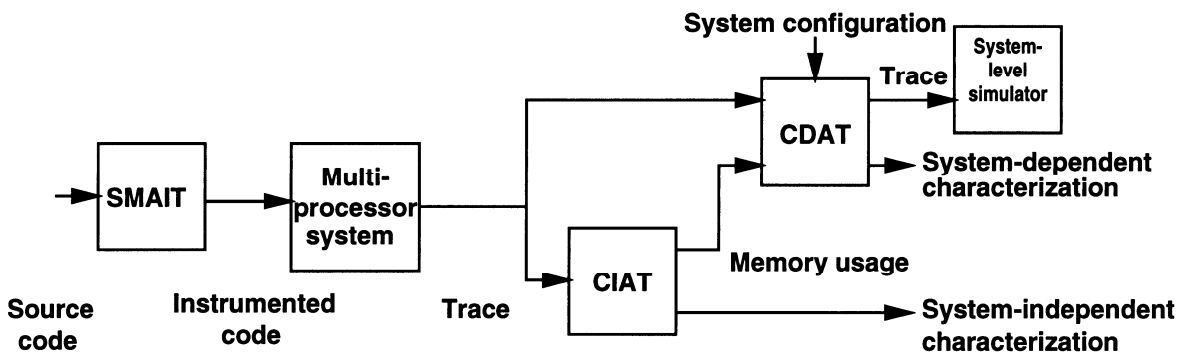 System configuration
System-
level
simulator
Trace
CDAT
System-dependent
characterization
SMAIT
Multi-
processor
system
CIAT
Memory usage
Source
code
Instrumented
code
Trace
System-independent
characterization